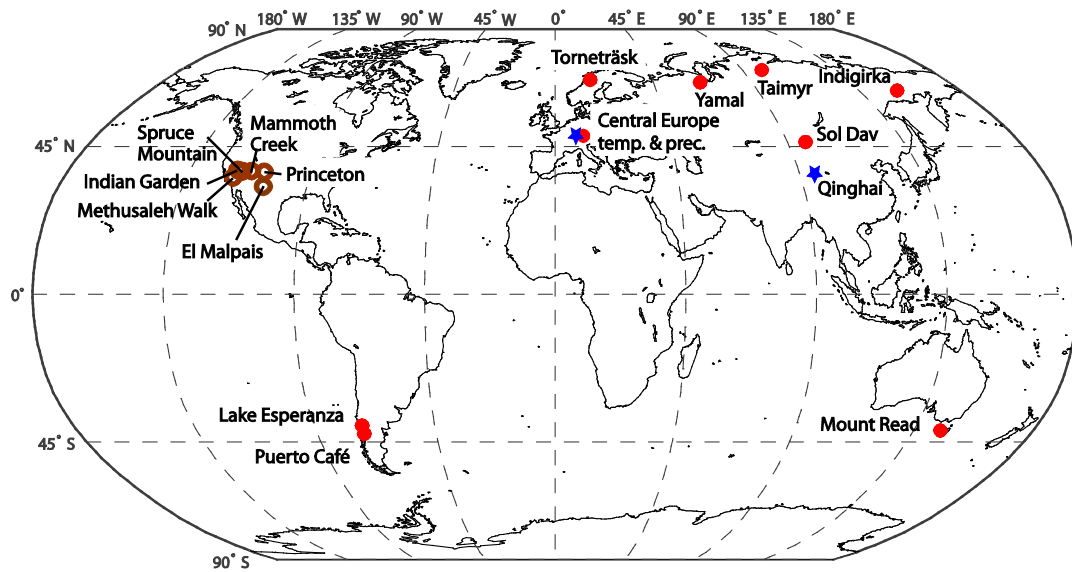 180° W 135° W 90° W 45° W 0° 45° E 90° E 180° E
90° N
Torneträsk
Yamal
Taimyr
Indigirka
Central Europe
temp. & prec.
Sol Dav
Qinghai
45° N
Spruce
Mountain
Mammoth
Creek
Indian Garden
Princeton
Methusaleh Walk
El Malpais
0°
Lake Esperanza
Mount Read
45° S
Puerto Café
90° S